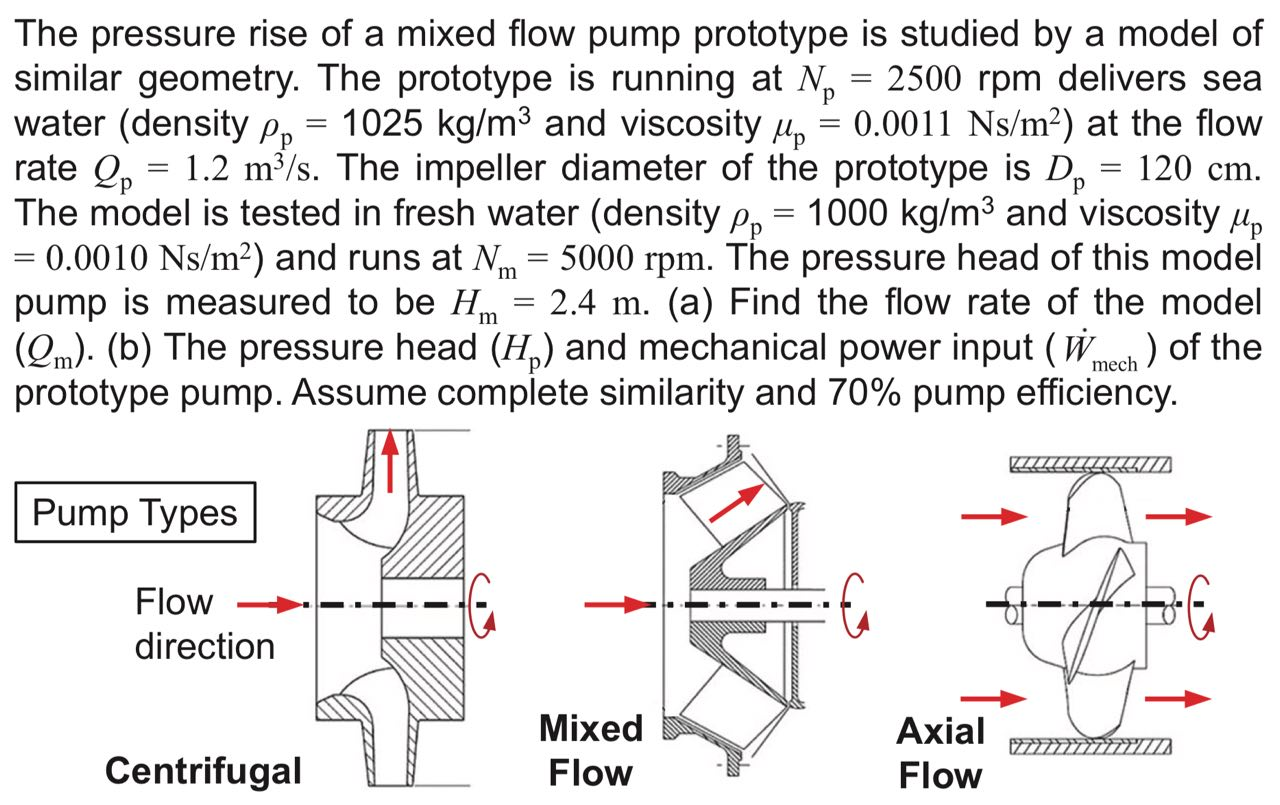 The pressure rise of a mixed flow pump prototype is studied by a model of
similar geometry. The prototype is running at Nₚ = 2500 rpm delivers sea
water (density ρₚ = 1025 kg/m³ and viscosity μₚ = 0.0011 Ns/m²) at the flow
rate Qₚ = 1.2 m³/s. The impeller diameter of the prototype is Dₚ = 120 cm.
The model is tested in fresh water (density ρₚ = 1000 kg/m³ and viscosity μₚ
= 0.0010 Ns/m²) and runs at Nₘ = 5000 rpm. The pressure head of this model
pump is measured to be Hₘ = 2.4 m. (a) Find the flow rate of the model
(Qₘ). (b) The pressure head (Hₚ) and mechanical power input (Ẇ_mech) of the
prototype pump. Assume complete similarity and 70% pump efficiency.
Pump Types
Flow
direction
Centrifugal
Mixed
Flow
Axial
Flow